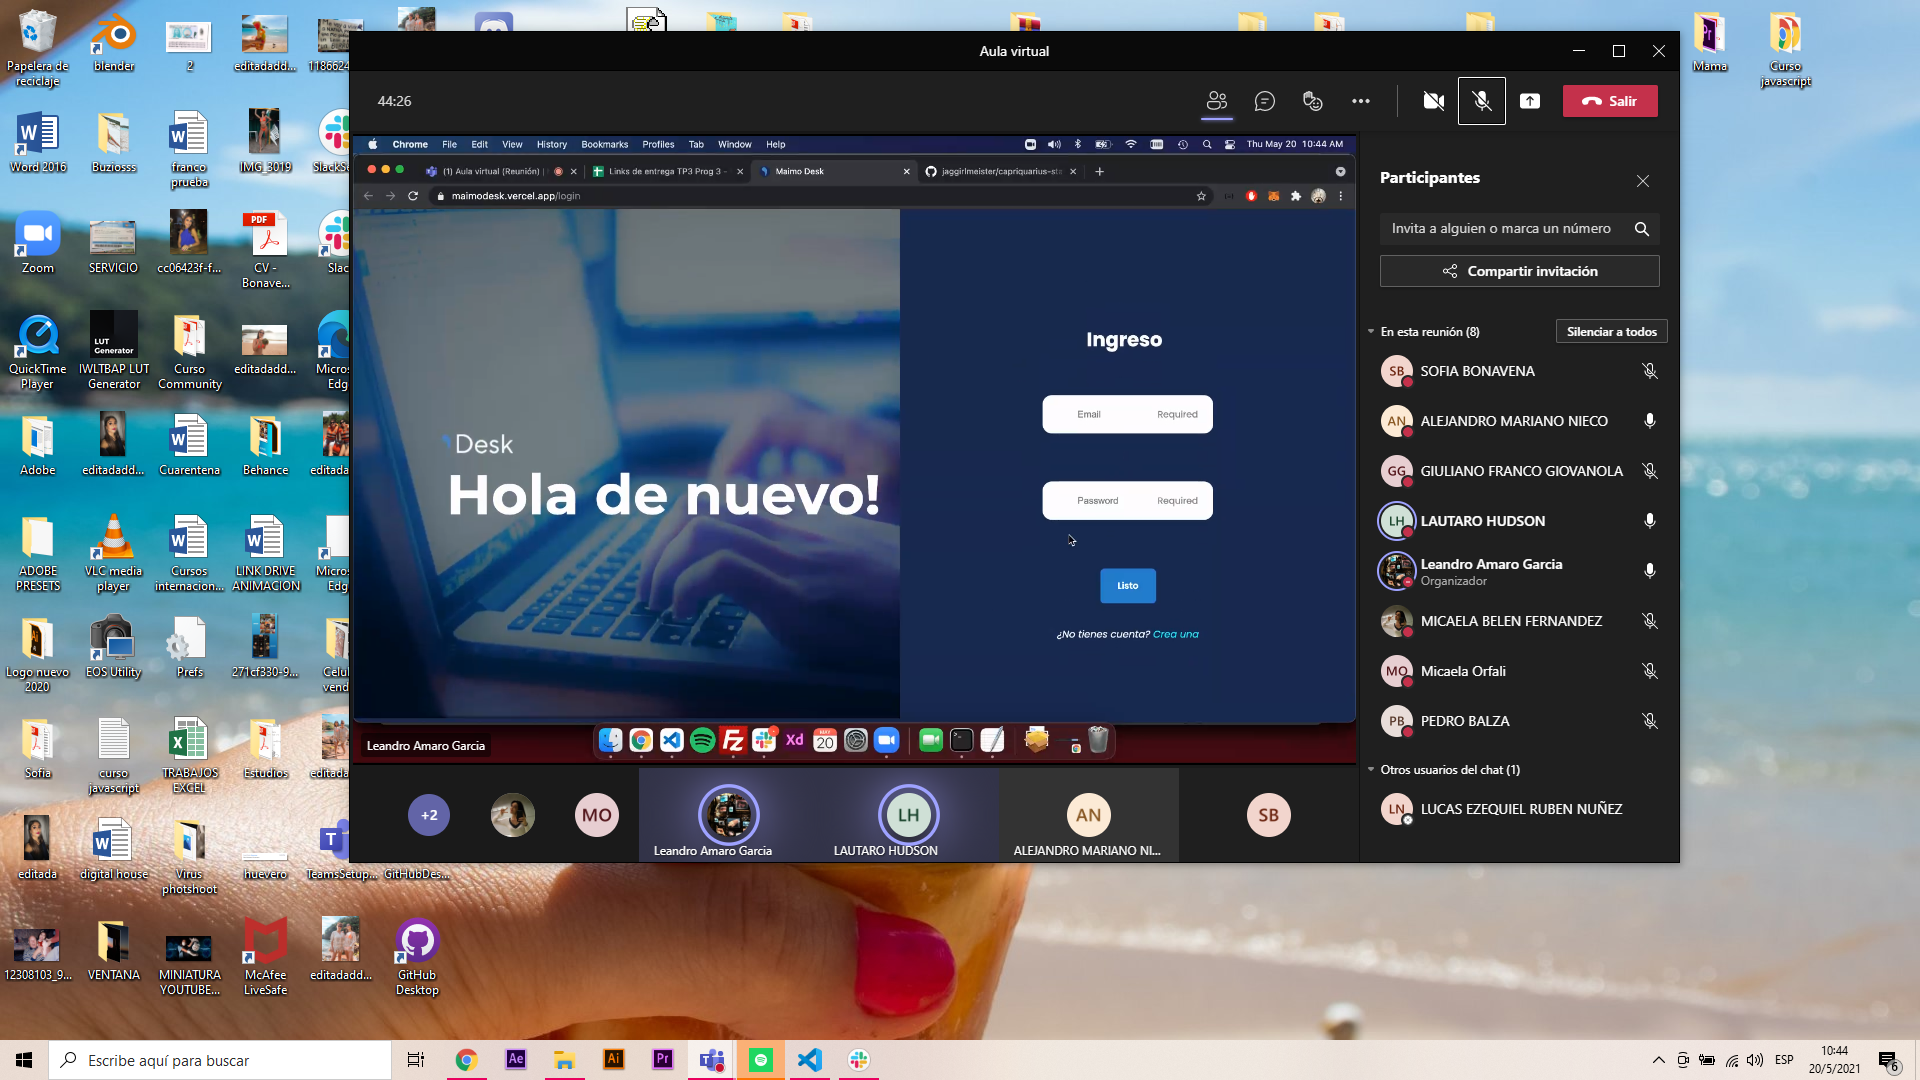 Aula virtual
44:26
Salir
Chrome File Edit View History Bookmarks Profiles Tab Window Help
Thu May 20 10:44 AM
(1) Aula virtual (Reunión) |
Links de entrega TP3 Prog 3 -
Maimo Desk
jaggirlmeister/capriquarius-sta
maimodesk.vercel.app/login
Desk
Hola de nuevo!
Ingreso
Email Required
Password Required
Listo
¿No tienes cuenta? Crea una
Leandro Amaro Garcia
Fz
Xd
MAY
20
+2
MO
LH
AN
SB
Leandro Amaro Garcia
LAUTARO HUDSON
ALEJANDRO MARIANO NI...
Participantes
Invita a alguien o marca un número
Compartir invitación
En esta reunión (8)
Silenciar a todos
SB SOFIA BONAVENA
AN ALEJANDRO MARIANO NIECO
GG GIULIANO FRANCO GIOVANOLA
LH LAUTARO HUDSON
Leandro Amaro Garcia
Organizador
MICAELA BELEN FERNANDEZ
MO Micaela Orfali
PB PEDRO BALZA
Otros usuarios del chat (1)
LN LUCAS EZEQUIEL RUBEN NUÑEZ
Papelera de
reciclaje
blender
2
editadadd...
1186624
Mama
Curso
javascript
Word 2016
Buziosss
franco
prueba
IMG_3019
SlackSe
Zoom
SERVICIO
cc06423f-f...
PDF
CV -
Bonave...
Slac
QuickTime
Player
LUT
Generator
IWLTBAP LUT
Generator
Curso
Community
editadadd...
Micros
Edg
Adobe
editadadd...
Cuarentena
Behance
editada
ADOBE
PRESETS
VLC media
player
Cursos
internacion...
LINK DRIVE
ANIMACION
Micros
Edg
Logo nuevo
2020
EOS Utility
Prefs
271cf330-9...
Celul
vend
Sofia
curso
javascript
TRABAJOS
EXCEL
Estudios
editada
editada
digital house
Virus
photshoot
huevero
TeamsSetup...
GitHubDes...
12308103_9...
VENTANA
MINIATURA
YOUTUBE...
McAfee
LiveSafe
editadadd...
GitHub
Desktop
Escribe aquí para buscar
Ae
Ai
Pr
ESP
10:44
20/5/2021
6